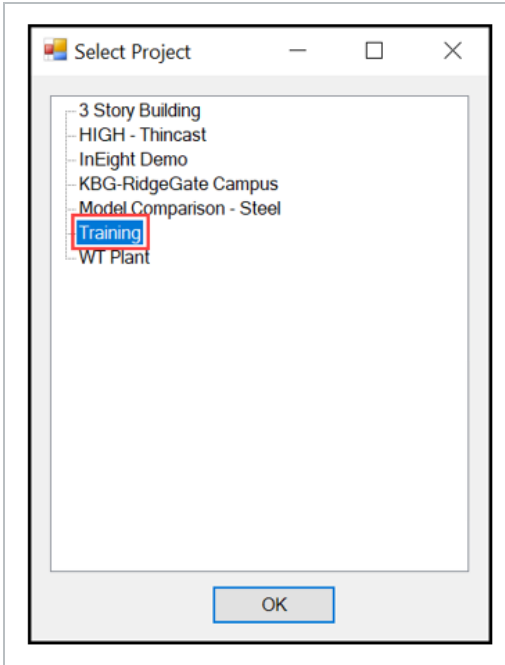 Select Project
3 Story Building
HIGH - Thincast
InEight Demo
KBG-RidgeGate Campus
Model Comparison - Steel
Training
WT Plant
OK